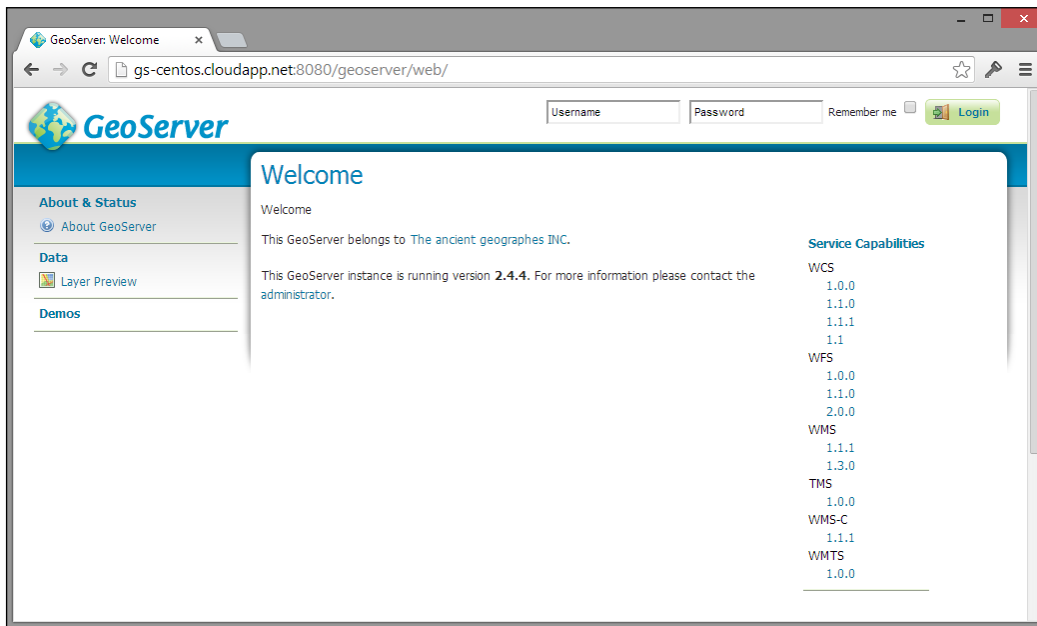 GeoServer: Welcome
gs-centos.cloudapp.net:8080/geoserver/web/
GeoServer
Username
Password
Remember me
Login
About & Status
About GeoServer
Data
Layer Preview
Demos
Welcome
Welcome
This GeoServer belongs to The ancient geographes INC.
This GeoServer instance is running version 2.4.4. For more information please contact the
administrator.
Service Capabilities
WCS
1.0.0
1.1.0
1.1.1
1.1
WFS
1.0.0
1.1.0
2.0.0
WMS
1.1.1
1.3.0
TMS
1.0.0
WMS-C
1.1.1
WMTS
1.0.0